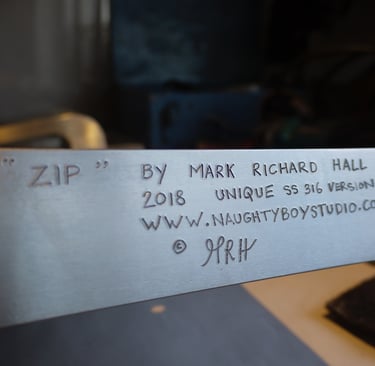 " ZIP " BY MARK RICHARD HALL
2018 UNIQUE SS 316 VERSION
WWW.NAUGHTYBOYSTUDIO.CO
© MRH